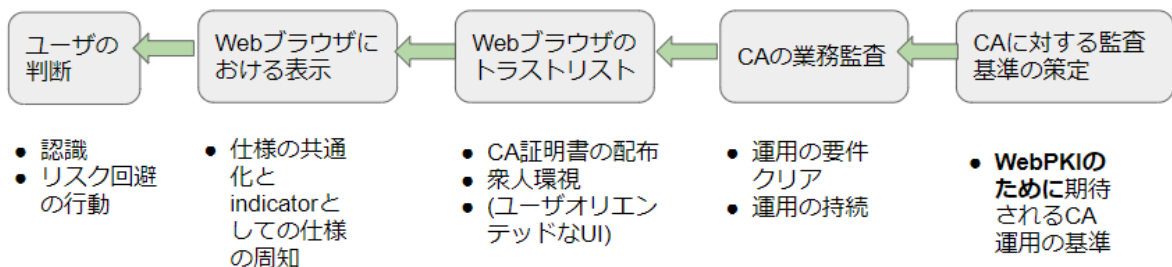 ユーザの
判断
Webブラウザに
おける表示
Webブラウザの
トラストリスト
CAの業務監査
CAに対する監査
基準の策定
● 認識
● リスク回避
の行動
● 仕様の共通
化と
indicatorと
しての仕様
の周知
● CA証明書の配布
● 衆人環視
● (ユーザオリエン
テッドなUI)
● 運用の要件
クリア
● 運用の持続
● WebPKIの
ために期待
されるCA
運用の基準